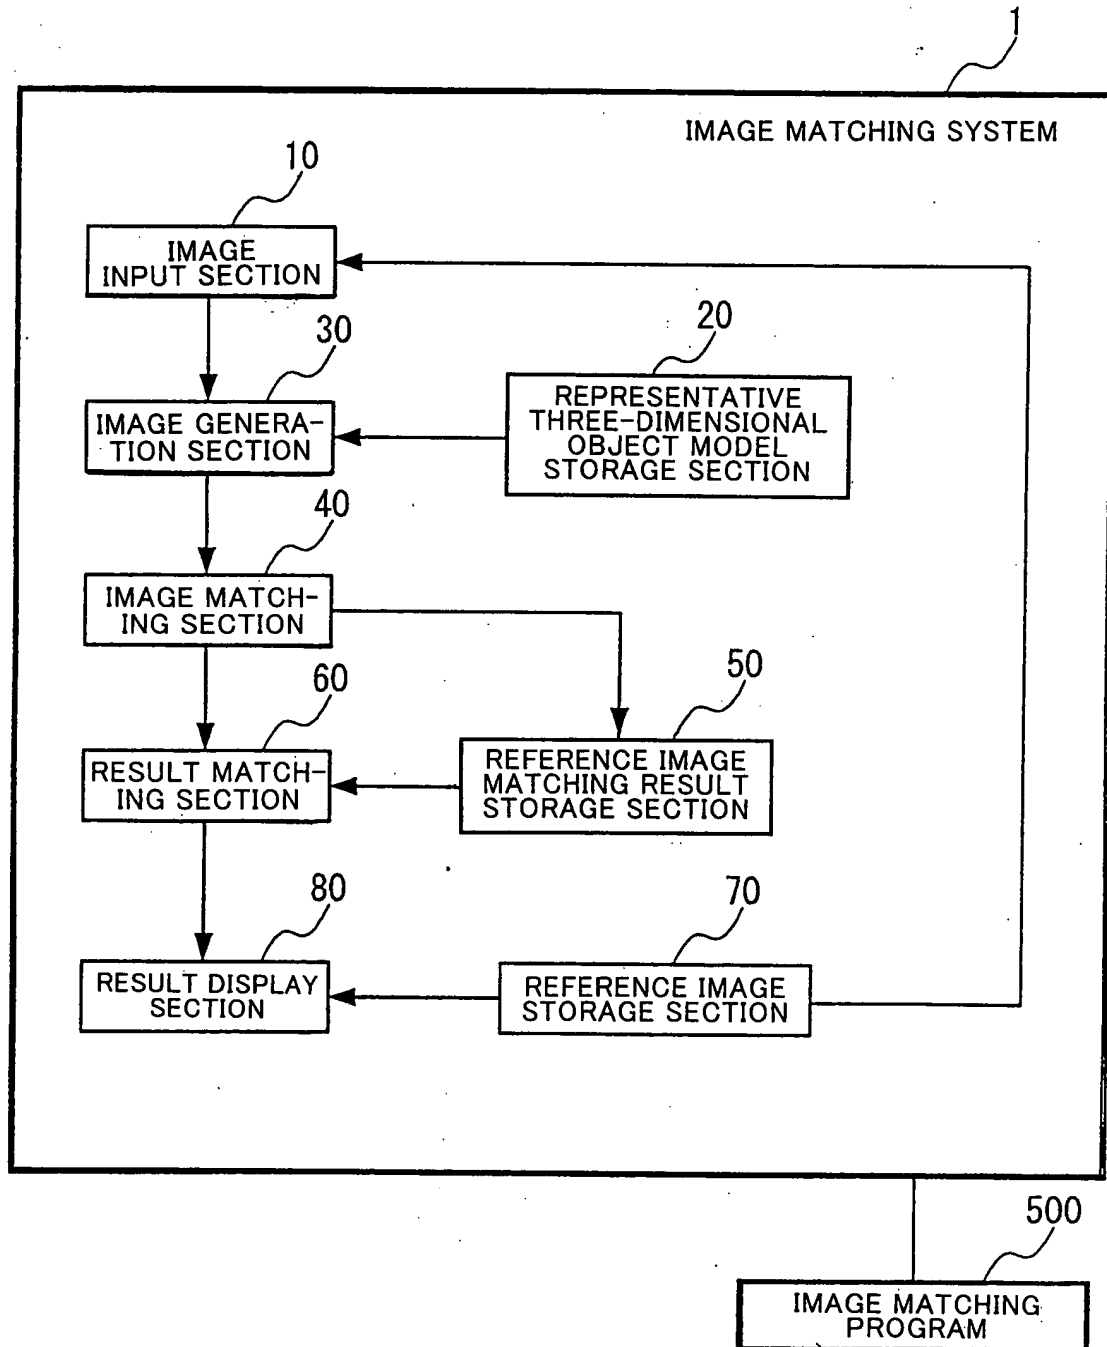 1
IMAGE MATCHING SYSTEM
10
IMAGE
INPUT SECTION
30
IMAGE GENERA-
TION SECTION
20
REPRESENTATIVE
THREE-DIMENSIONAL
OBJECT MODEL
STORAGE SECTION
40
IMAGE MATCH-
ING SECTION
60
RESULT MATCH-
ING SECTION
50
REFERENCE IMAGE
MATCHING RESULT
STORAGE SECTION
80
RESULT DISPLAY
SECTION
70
REFERENCE IMAGE
STORAGE SECTION
500
IMAGE MATCHING
PROGRAM